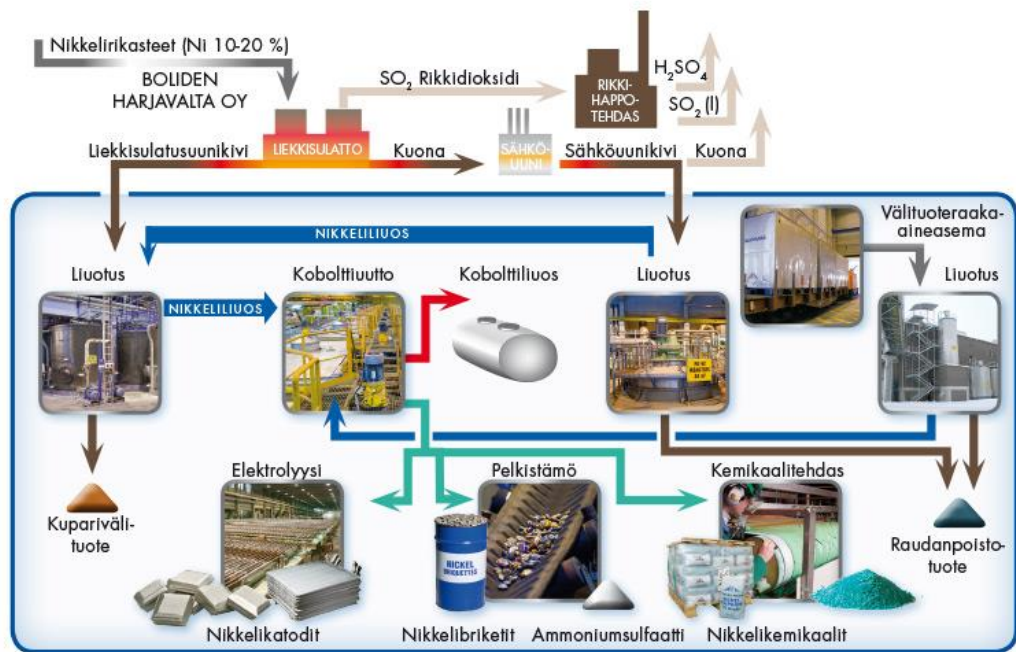 Nikkelirikasteet (Ni 10-20 %)
BOLIDEN
HARJAVALTA OY
SO₂ Rikkidioksidi
RIKKI-
HAPPO-
TEHDAS
H₂SO₄
SO₂ (l)
Liekkisulatusuunikivi
LIEKKISULATTO
Kuona
SÄHKÖ-
UUNI
Sähköuunikivi
Kuona
NIKKELILIUOS
Välituoteraaka-
aineasema
Liuotus
Kobolttiuutto
Kobolttiliuos
Liuotus
Liuotus
NIKKELILIUOS
Elektrolyysi
Pelkistämö
Kemikaalitehdas
Kupariväli-
tuote
NICKEL
BRIQUETTES
Raudanpoisto-
tuote
Nikkelikatodit
Nikkelibriketit
Ammoniumsulfaatti
Nikkelikemikaalit